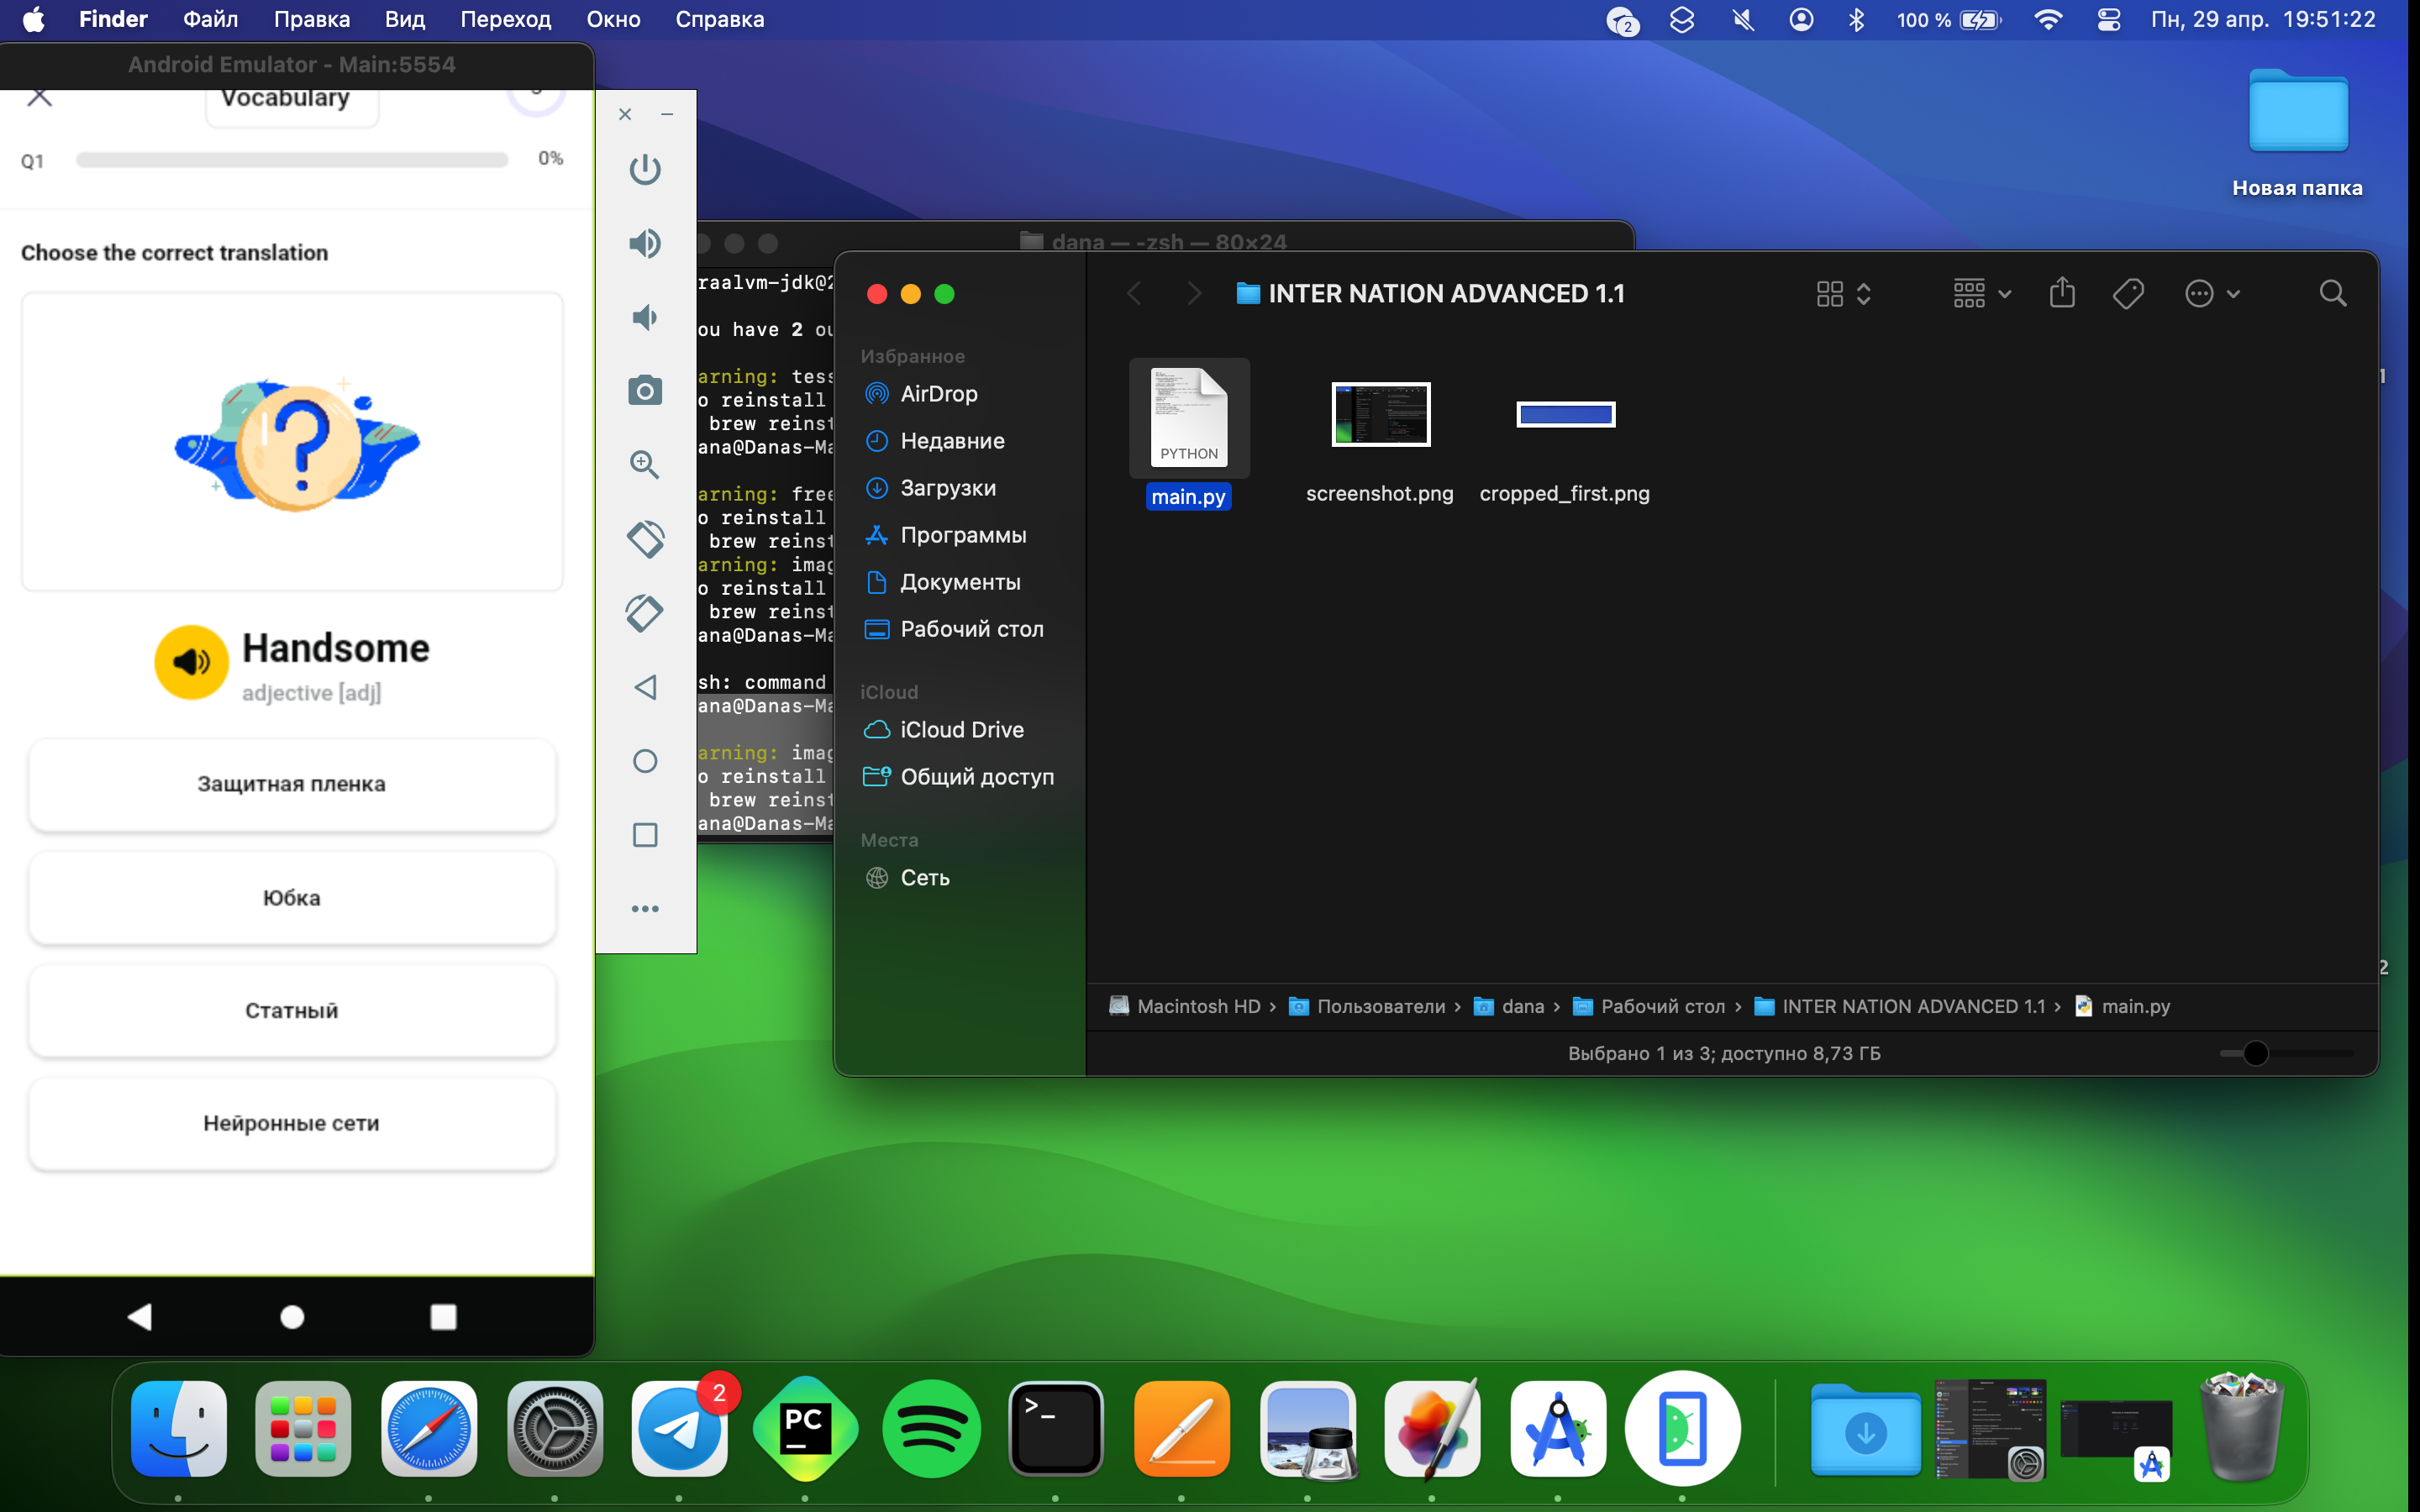 Finder Файл Правка Вид Переход Окно Справка
2 100 % Пн, 29 апр. 19:51:22
Android Emulator - Main:5554
Vocabulary
Q1 0%
Choose the correct translation
Handsome
adjective [adj]
Защитная пленка
Юбка
Статный
Нейронные сети
dana — -zsh — 80×24
ou have 2 ou
arning: tess
o reinstall
brew reinst
ana@Danas-Ma
arning: free
o reinstall
brew reinst
arning: imag
o reinstall
brew reinst
ana@Danas-Ma
sh: command
ana@Danas-Ma
arning: imag
o reinstall
brew reinst
ana@Danas-Ma
INTER NATION ADVANCED 1.1
Избранное
AirDrop
Недавние
Загрузки
Программы
Документы
Рабочий стол
iCloud
iCloud Drive
Общий доступ
Места
Сеть
PYTHON
main.py
screenshot.png
cropped_first.png
Macintosh HD › Пользователи › dana › Рабочий стол › INTER NATION ADVANCED 1.1 › main.py
Выбрано 1 из 3; доступно 8,73 ГБ
Новая папка
1
2
2
PC
>_